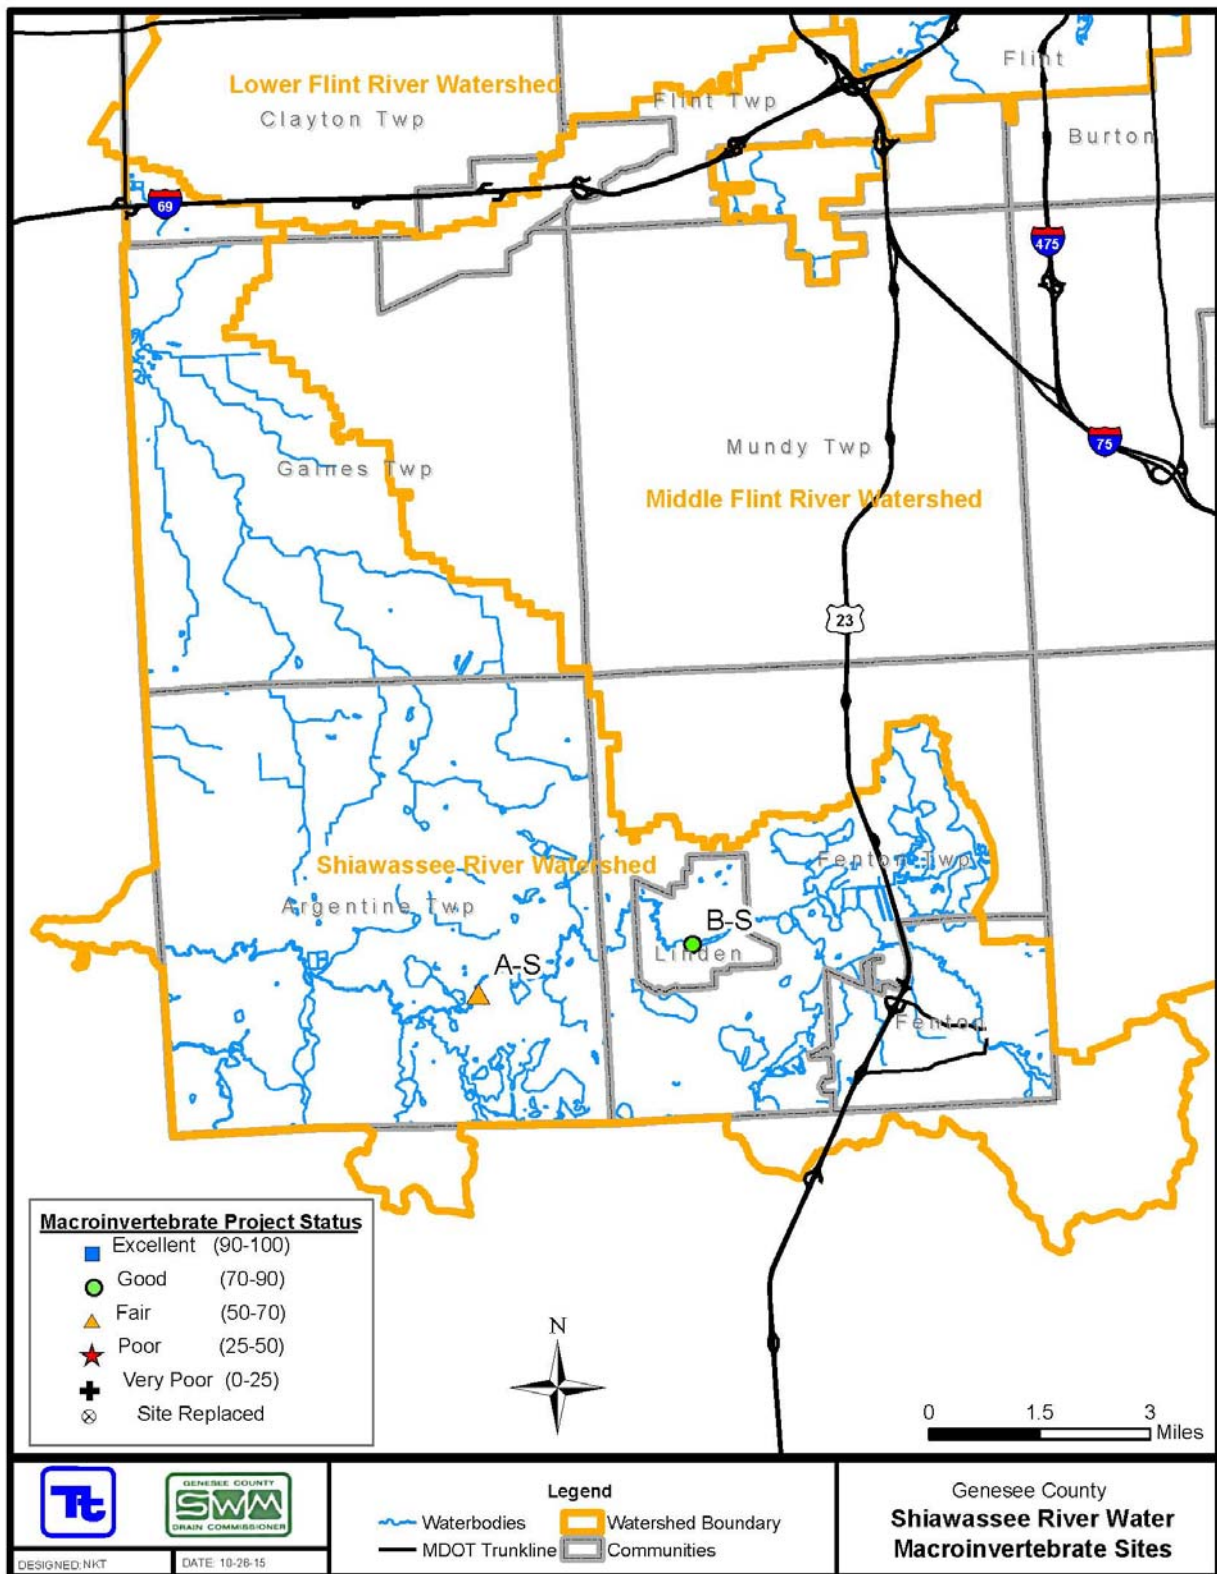 Lower Flint River Watershed
Clayton Twp
Flint Twp
Flint
Burton
69
475
75
Gaines Twp
Mundy Twp
Middle Flint River Watershed
23
Shiawassee River Watershed
Fenton Twp
Argentine Twp
B-S
Linden
A-S
Fenton
Macroinvertebrate Project Status
Excellent (90-100)
Good (70-90)
Fair (50-70)
Poor (25-50)
Very Poor (0-25)
Site Replaced
N
0 1.5 3
Miles
Tt
GENESEE COUNTY
SWM
DRAIN COMMISSIONER
DESIGNED: NKT
DATE: 10-26-15
Legend
Waterbodies
Watershed Boundary
MDOT Trunkline
Communities
Genesee County
Shiawassee River Water
Macroinvertebrate Sites